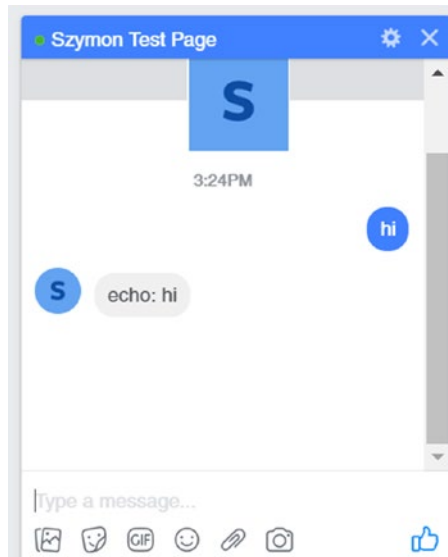 Szymon Test Page
S
3:24PM
hi
S
echo: hi
Type a message...
GIF